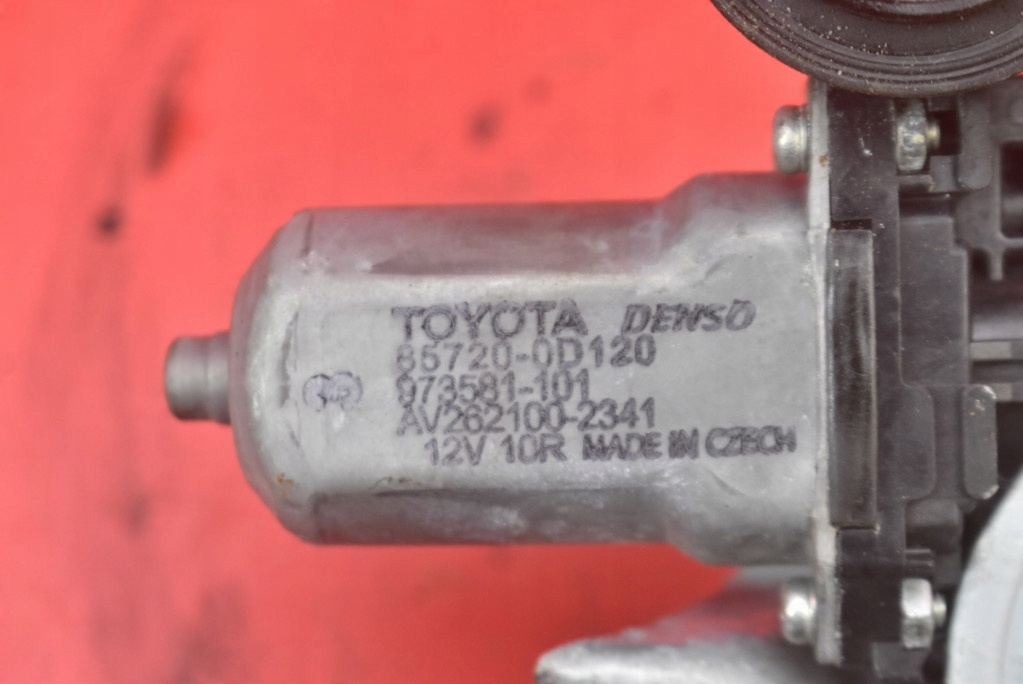 TOYOTA DENSO
85720-0D120
973581-101
AV262100-2341
12V 10R MADE IN CZECH